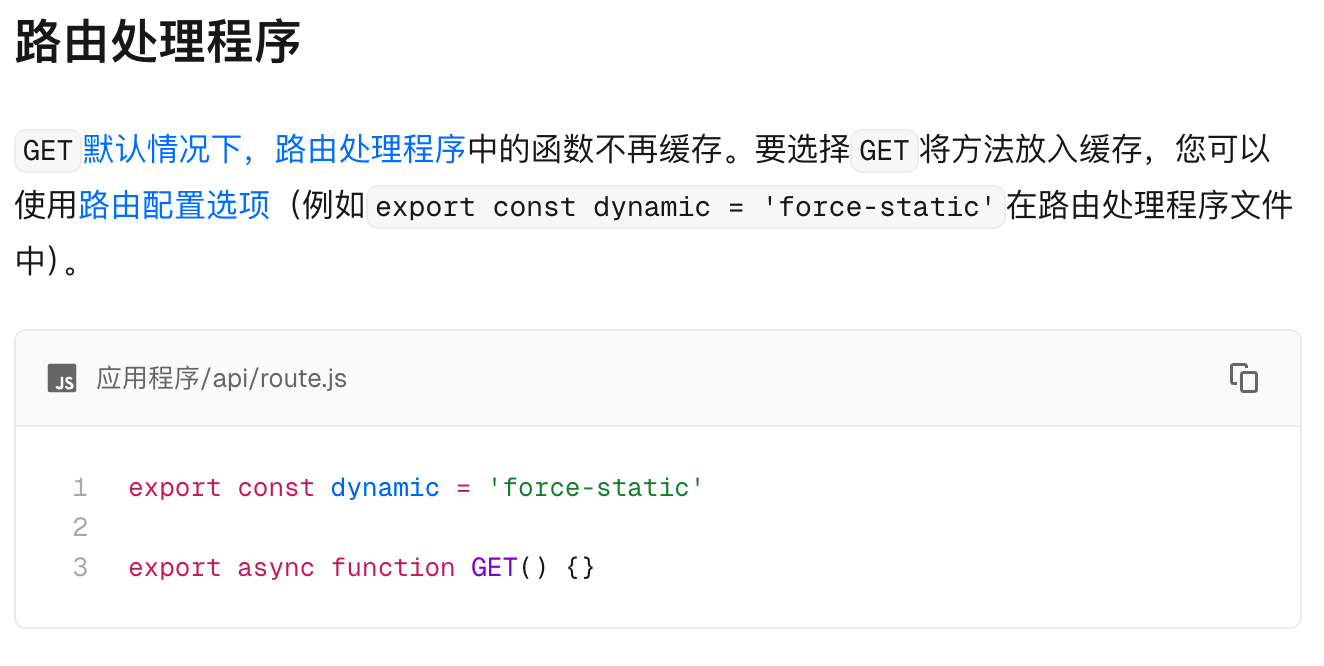 路由处理程序
GET默认情况下，路由处理程序中的函数不再缓存。要选择GET将方法放入缓存，您可以
使用路由配置选项（例如export const dynamic = 'force-static'在路由处理程序文件
中）。
JS 应用程序/api/route.js
1 export const dynamic = 'force-static'
2
3 export async function GET() {}